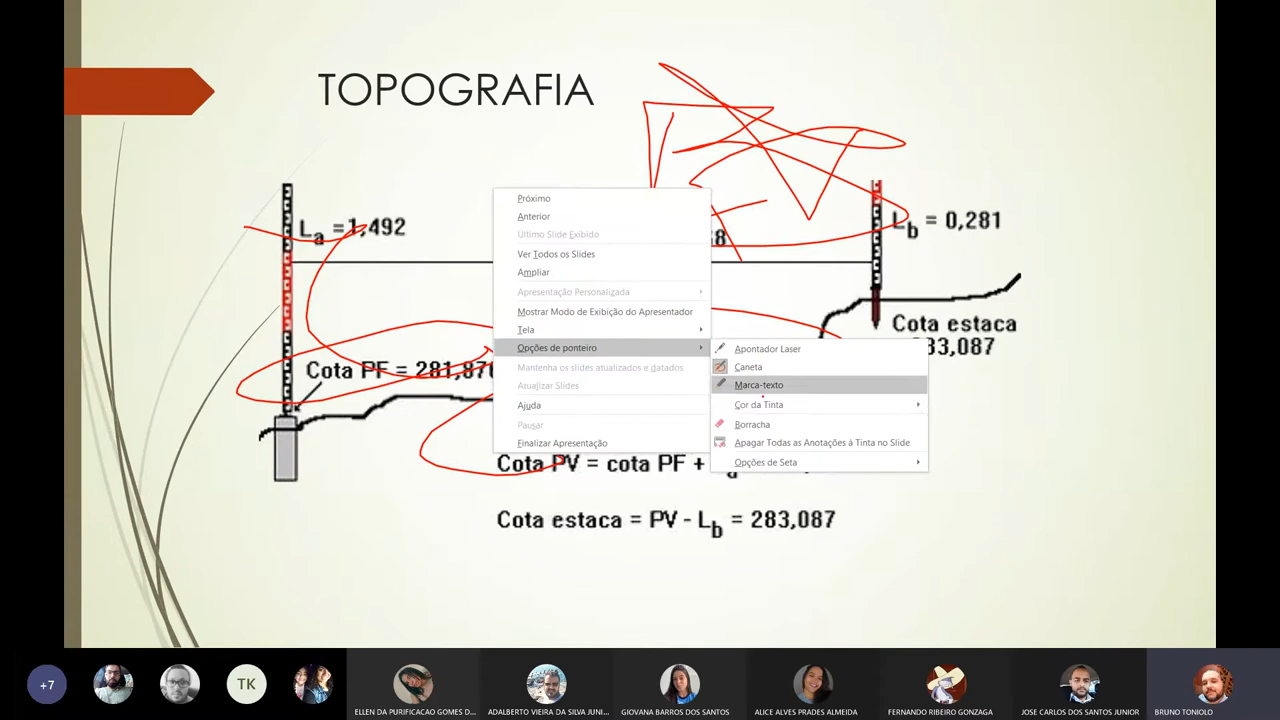 TOPOGRAFIA
La = 1,492
Lb = 0,281
Cota PF = 281,876
Cota estaca
Cota PV = cota PF +
Cota estaca = PV - Lb = 283,087
Próximo
Anterior
Último Slide Exibido
Ver Todos os Slides
Ampliar
Apresentação Personalizada
Mostrar Modo de Exibição do Apresentador
Tela
Opções de ponteiro
Mantenha os slides atualizados e datados
Atualizar Slides
Ajuda
Pausar
Finalizar Apresentação
Apontador Laser
Caneta
Marca-texto
Cor da Tinta
Borracha
Apagar Todas as Anotações à Tinta no Slide
Opções de Seta
+7
TK
ELLEN DA PURIFICACAO GOMES D...
ADALBERTO VIEIRA DA SILVA JUNI...
GIOVANA BARROS DOS SANTOS
ALICE ALVES PRADES ALMEIDA
FERNANDO RIBEIRO GONZAGA
JOSE CARLOS DOS SANTOS JUNIOR
BRUNO TONIOLO